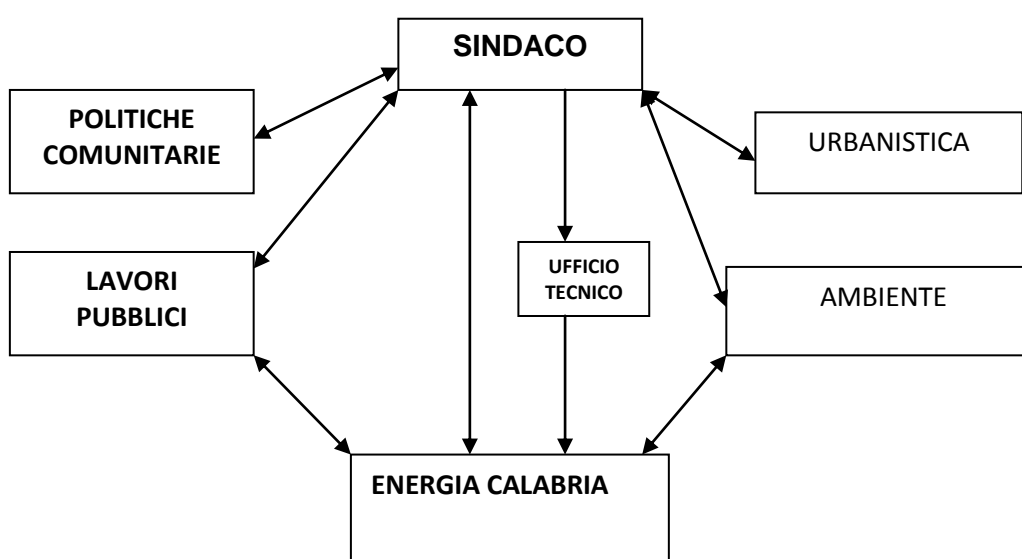 SINDACO
POLITICHE
COMUNITARIE
URBANISTICA
LAVORI
PUBBLICI
UFFICIO
TECNICO
AMBIENTE
ENERGIA CALABRIA